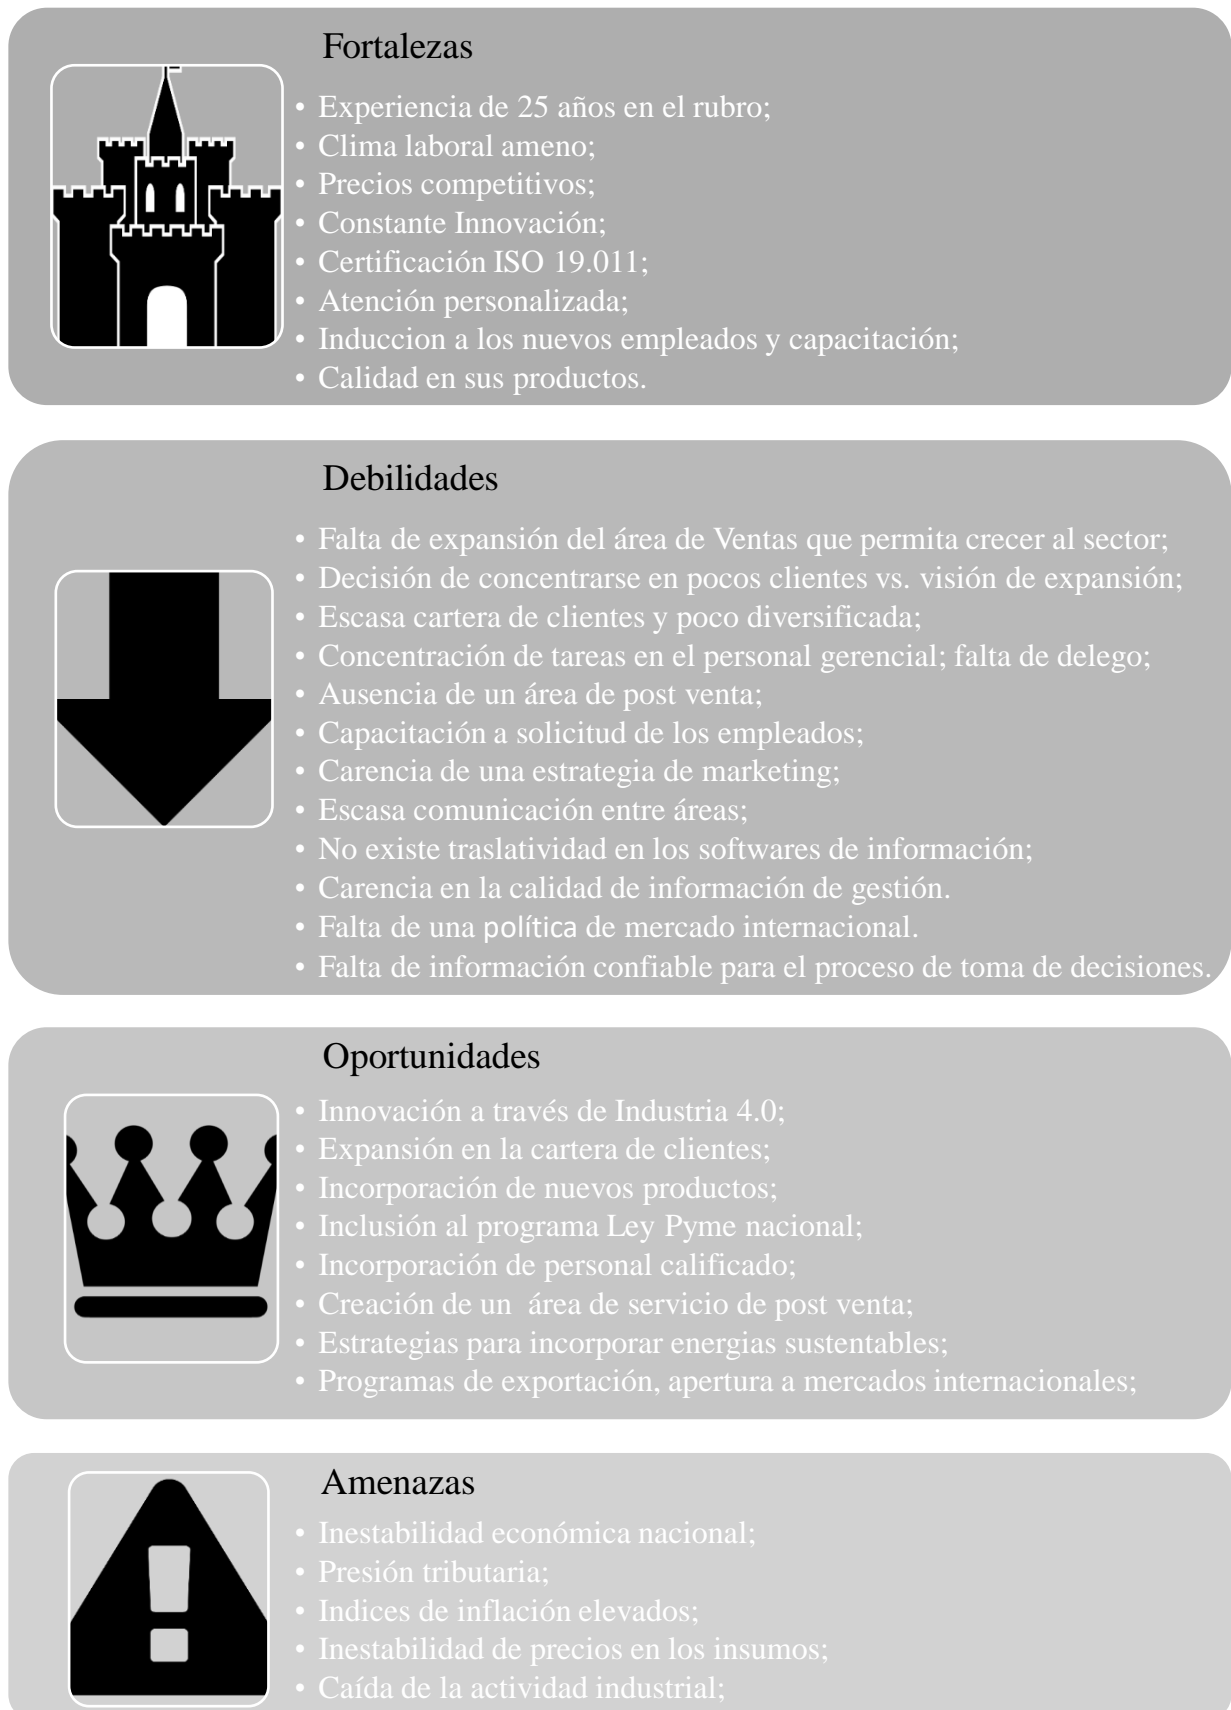 Fortalezas
• Experiencia de 25 años en el rubro;
• Clima laboral ameno;
• Precios competitivos;
• Constante Innovación;
• Certificación ISO 19.011;
• Atención personalizada;
• Induccion a los nuevos empleados y capacitación;
• Calidad en sus productos.
Debilidades
• Falta de expansión del área de Ventas que permita crecer al sector;
• Decisión de concentrarse en pocos clientes vs. visión de expansión;
• Escasa cartera de clientes y poco diversificada;
• Concentración de tareas en el personal gerencial; falta de delego;
• Ausencia de un área de post venta;
• Capacitación a solicitud de los empleados;
• Carencia de una estrategia de marketing;
• Escasa comunicación entre áreas;
• No existe traslatividad en los softwares de información;
• Carencia en la calidad de información de gestión.
• Falta de una política de mercado internacional.
• Falta de información confiable para el proceso de toma de decisiones.
Oportunidades
• Innovación a través de Industria 4.0;
• Expansión en la cartera de clientes;
• Incorporación de nuevos productos;
• Inclusión al programa Ley Pyme nacional;
• Incorporación de personal calificado;
• Creación de un área de servicio de post venta;
• Estrategias para incorporar energias sustentables;
• Programas de exportación, apertura a mercados internacionales;
Amenazas
• Inestabilidad económica nacional;
• Presión tributaria;
• Indices de inflación elevados;
• Inestabilidad de precios en los insumos;
• Caída de la actividad industrial;